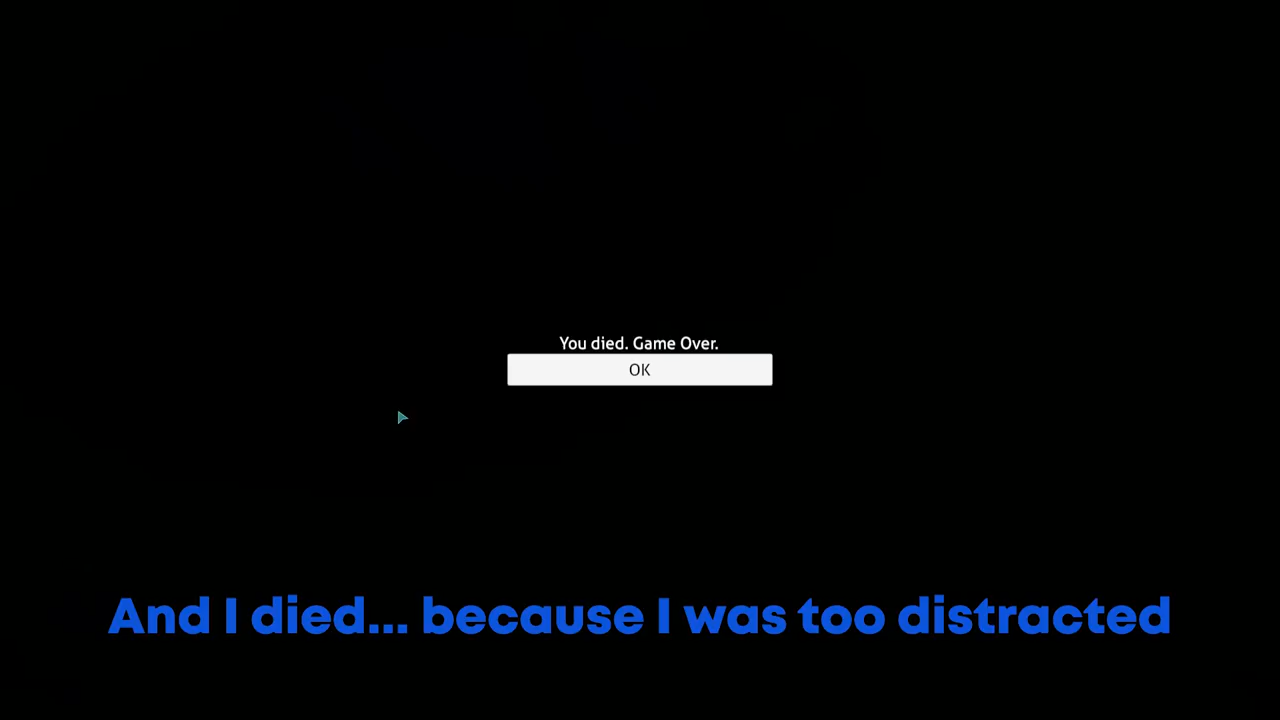 You died. Game Over.
OK
And I died... because I was too distracted